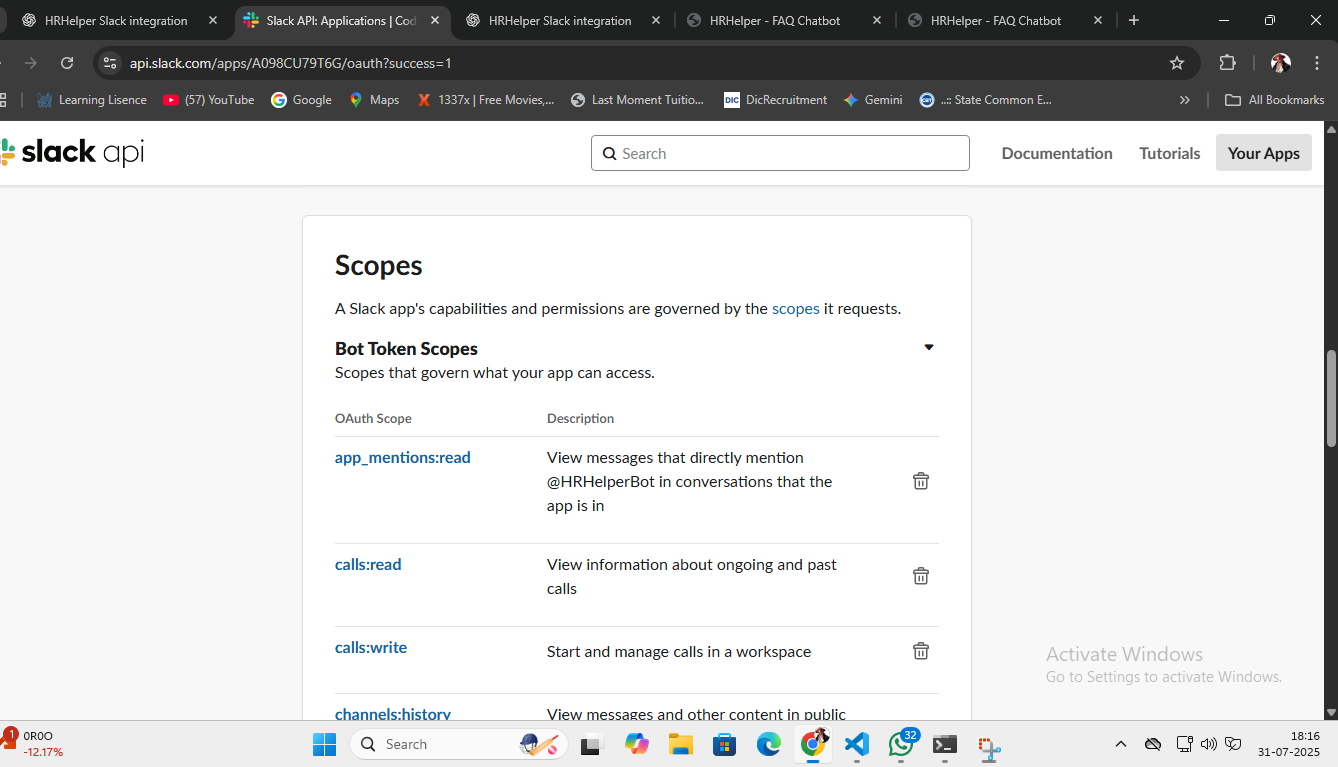 HRHelper Slack integration
Slack API: Applications | Cod
HRHelper Slack integration
HRHelper - FAQ Chatbot
HRHelper - FAQ Chatbot
api.slack.com/apps/A098CU79T6G/oauth?success=1
Learning Lisence
(57) YouTube
Google
Maps
1337x | Free Movies,...
Last Moment Tuitio...
DIC DicRecruitment
Gemini
..:: State Common E...
All Bookmarks
slack api
Search
Documentation
Tutorials
Your Apps
Scopes
A Slack app's capabilities and permissions are governed by the scopes it requests.
Bot Token Scopes
Scopes that govern what your app can access.
OAuth Scope
Description
app_mentions:read
View messages that directly mention
@HRHelperBot in conversations that the
app is in
calls:read
View information about ongoing and past
calls
calls:write
Start and manage calls in a workspace
channels:history
View messages and other content in public
Activate Windows
Go to Settings to activate Windows.
1
0R0O
-12.17%
Search
32
18:16
31-07-2025